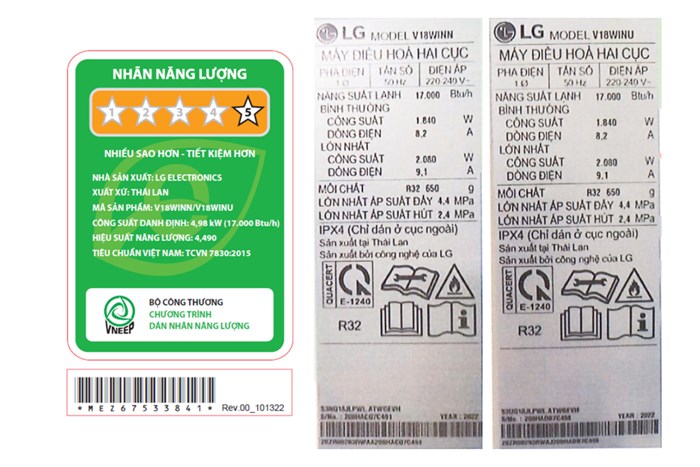 NHÃN NĂNG LƯỢNG
1 2 3 4 5
NHIỀU SAO HƠN - TIẾT KIỆM HƠN
NHÀ SẢN XUẤT: LG ELECTRONICS
XUẤT XỨ: THÁI LAN
MÃ SẢN PHẨM: V18WINN/V18WINU
CÔNG SUẤT DANH ĐỊNH: 4,98 kW (17,000 Btu/h)
HIỆU SUẤT NĂNG LƯỢNG: 4,490
TIÊU CHUẨN VIỆT NAM: TCVN 7830:2015
VNEEP
BỘ CÔNG THƯƠNG
CHƯƠNG TRÌNH
DÁN NHÃN NĂNG LƯỢNG
*MEZ67533841*
Rev.00_101322
LG MODEL V18WINN
MÁY ĐIỀU HOÀ HAI CỤC
PHA ĐIỆN TẦN SỐ ĐIỆN ÁP
1 Ø 50 Hz 220-240 V~
NĂNG SUẤT LẠNH 17.000 Btu/h
BÌNH THƯỜNG
CÔNG SUẤT 1.840 W
DÒNG ĐIỆN 8,2 A
LỚN NHẤT
CÔNG SUẤT 2.080 W
DÒNG ĐIỆN 9,1 A
MÔI CHẤT R32 650 g
LỚN NHẤT ÁP SUẤT ĐẨY 4,4 MPa
LỚN NHẤT ÁP SUẤT HÚT 2,4 MPa
IPX4 (Chỉ dán ở cục ngoài)
Sản xuất tại Thái Lan
Sản xuất bởi công nghệ của LG
QUACERT
E-1240
R32
YEAR : 2022
LG MODEL V18WINU
MÁY ĐIỀU HOÀ HAI CỤC
PHA ĐIỆN TẦN SỐ ĐIỆN ÁP
1 Ø 50 Hz 220-240 V~
NĂNG SUẤT LẠNH 17.000 Btu/h
BÌNH THƯỜNG
CÔNG SUẤT 1.840 W
DÒNG ĐIỆN 8,2 A
LỚN NHẤT
CÔNG SUẤT 2.080 W
DÒNG ĐIỆN 9,1 A
MÔI CHẤT R32 650 g
LỚN NHẤT ÁP SUẤT ĐẨY 4,4 MPa
LỚN NHẤT ÁP SUẤT HÚT 2,4 MPa
IPX4 (Chỉ dán ở cục ngoài)
Sản xuất tại Thái Lan
Sản xuất bởi công nghệ của LG
QUACERT
E-1240
R32
YEAR : 2022